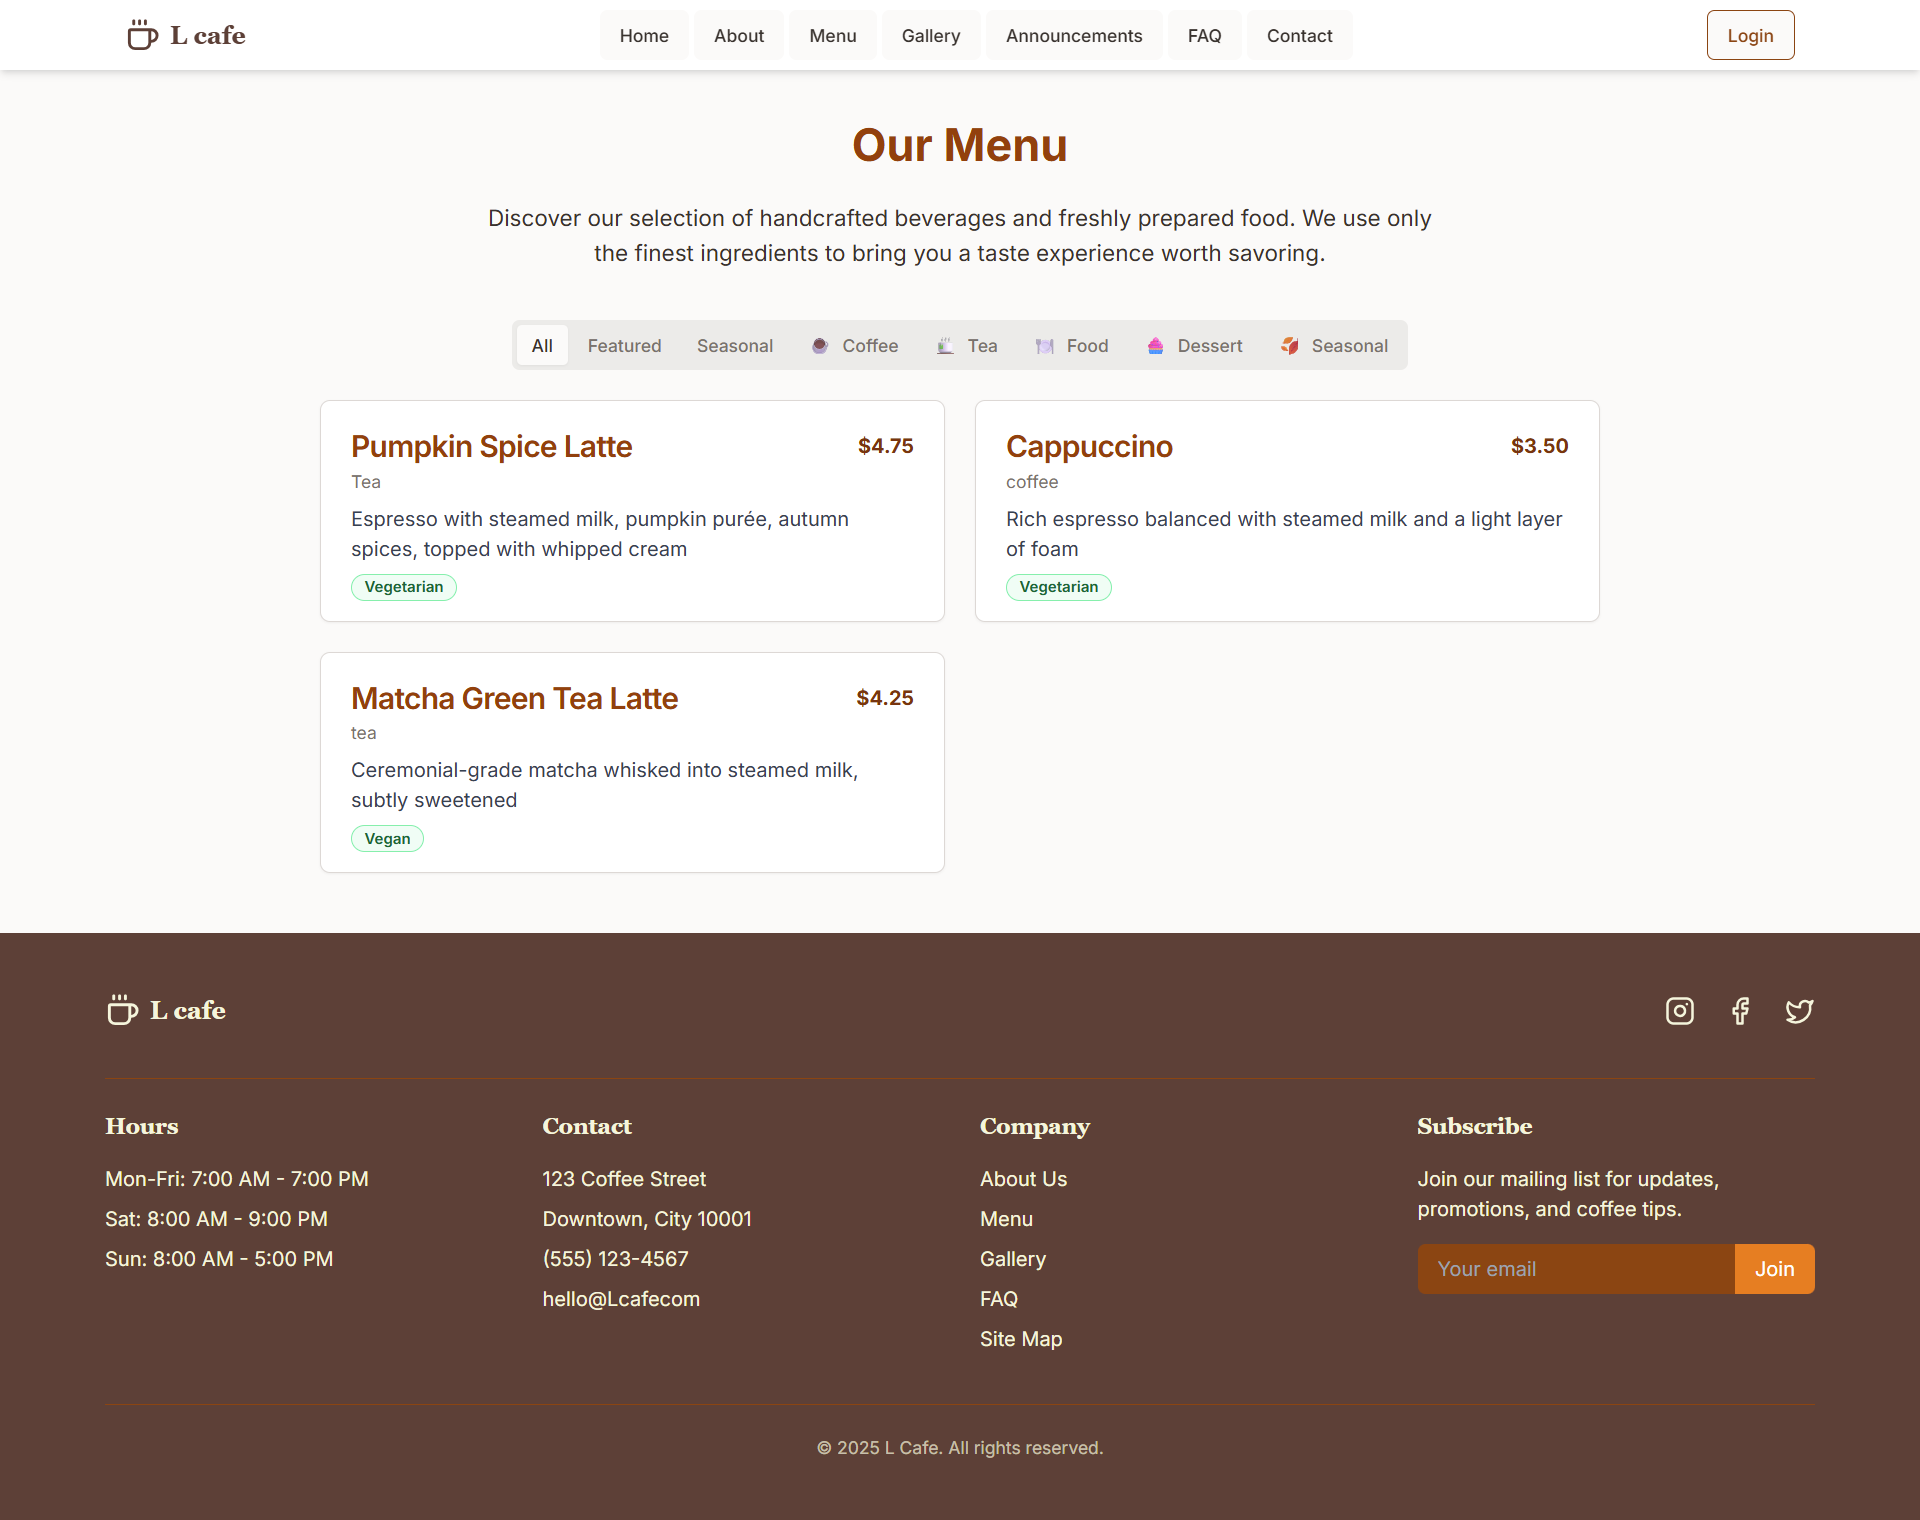 L cafe
Home
About
Menu
Gallery
Announcements
FAQ
Contact
Login
Our Menu
Discover our selection of handcrafted beverages and freshly prepared food. We use only
the finest ingredients to bring you a taste experience worth savoring.
All
Featured
Seasonal
Coffee
Tea
Food
Dessert
Seasonal
Pumpkin Spice Latte
$4.75
Tea
Espresso with steamed milk, pumpkin purée, autumn
spices, topped with whipped cream
Vegetarian
Cappuccino
$3.50
coffee
Rich espresso balanced with steamed milk and a light layer
of foam
Vegetarian
Matcha Green Tea Latte
$4.25
tea
Ceremonial-grade matcha whisked into steamed milk,
subtly sweetened
Vegan
L cafe
Hours
Mon-Fri: 7:00 AM - 7:00 PM
Sat: 8:00 AM - 9:00 PM
Sun: 8:00 AM - 5:00 PM
Contact
123 Coffee Street
Downtown, City 10001
(555) 123-4567
hello@Lcafecom
Company
About Us
Menu
Gallery
FAQ
Site Map
Subscribe
Join our mailing list for updates,
promotions, and coffee tips.
Your email
Join
© 2025 L Cafe. All rights reserved.